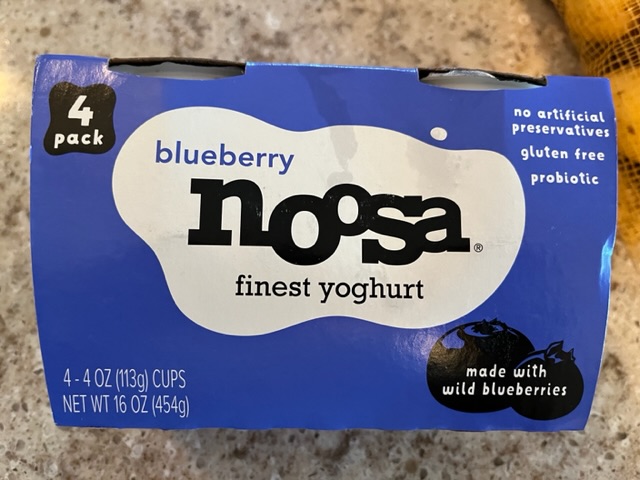 4
pack
no artificial
preservatives
gluten free
probiotic
blueberry
noosa®
finest yoghurt
made with
wild blueberries
4 - 4 OZ (113g) CUPS
NET WT 16 OZ (454g)